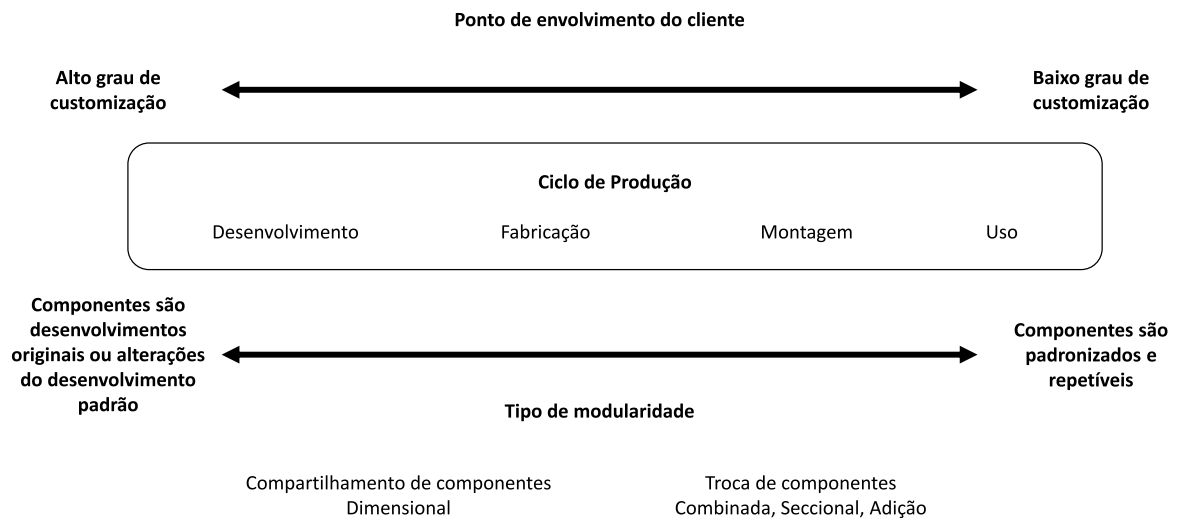 Ponto de envolvimento do cliente
Alto grau de
customização
Baixo grau de
customização
Ciclo de Produção
Desenvolvimento
Fabricação
Montagem
Uso
Componentes são
desenvolvimentos
originais ou alterações
do desenvolvimento
padrão
Componentes são
padronizados e
repetíveis
Tipo de modularidade
Compartilhamento de componentes
Dimensional
Troca de componentes
Combinada, Seccional, Adição